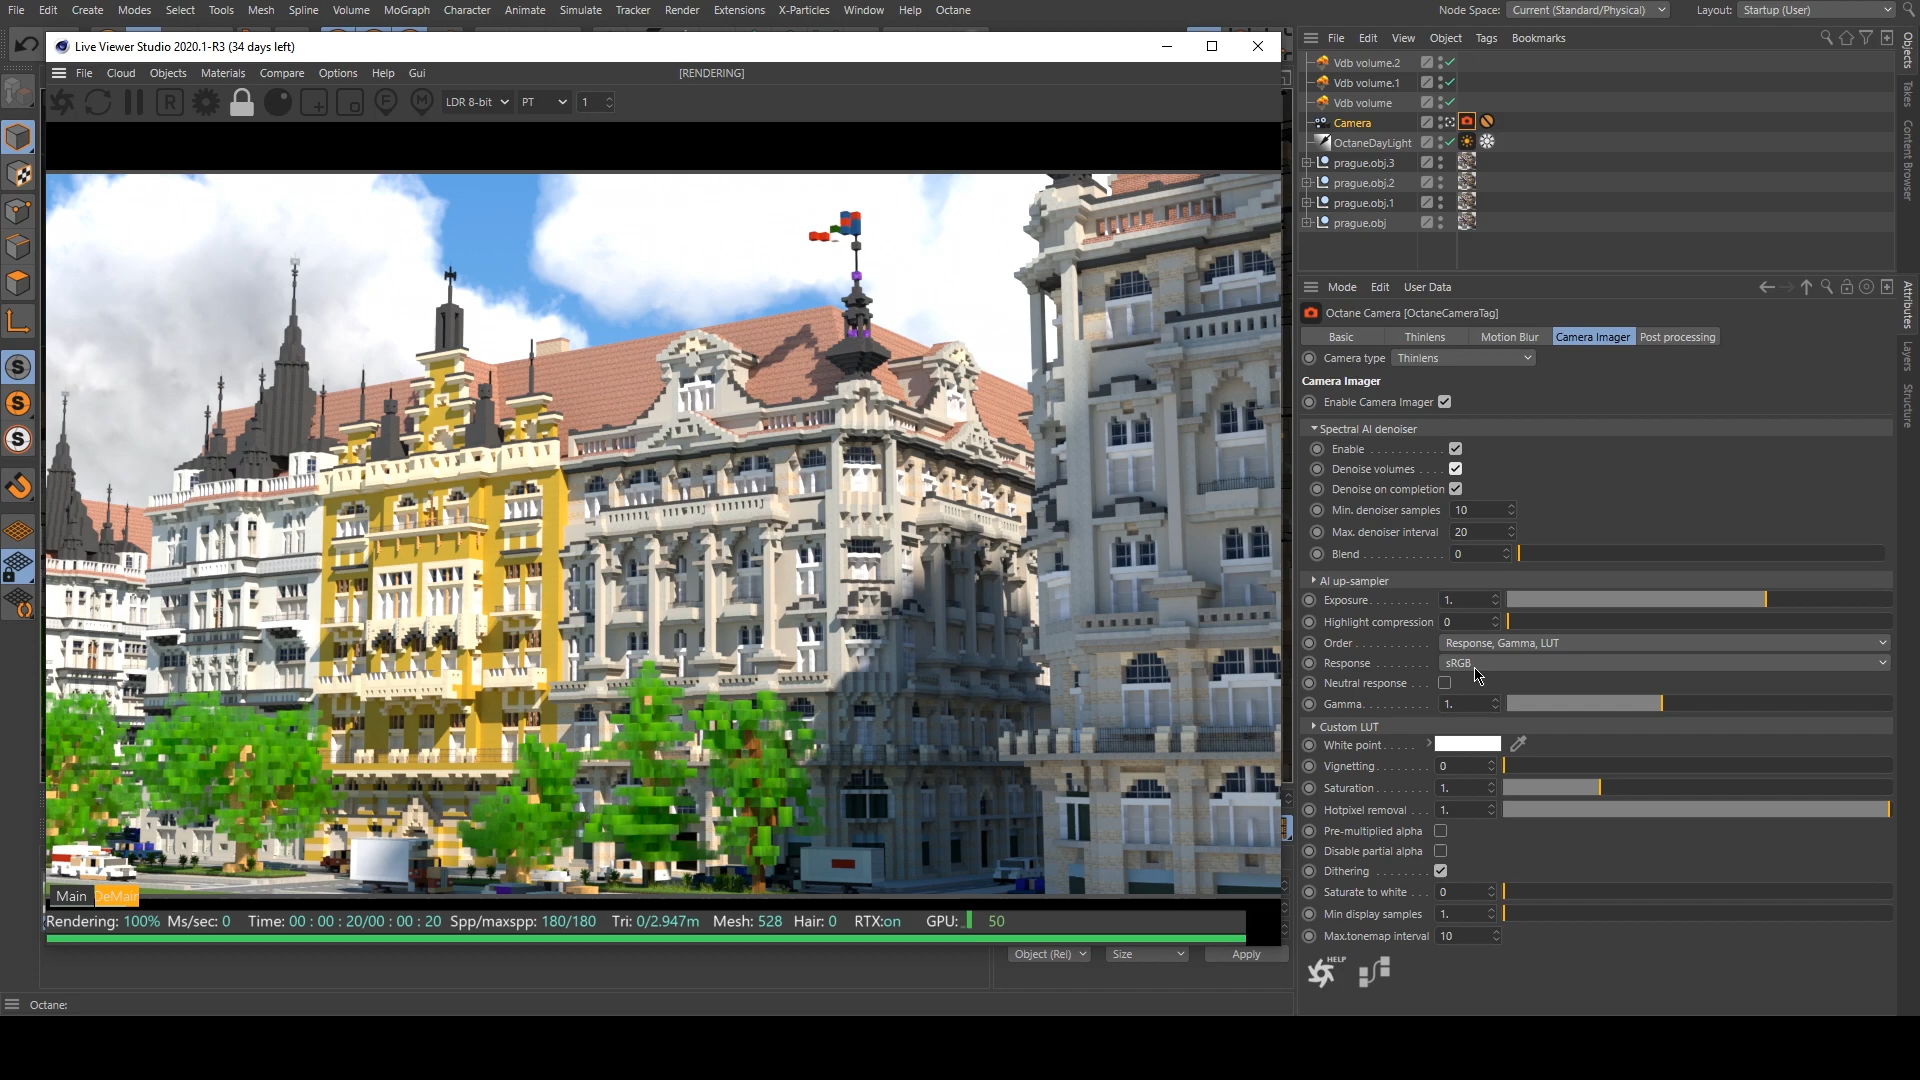 File Edit Create Modes Select Tools Mesh Spline Volume MoGraph Character Animate Simulate Tracker Render Extensions X-Particles Window Help Octane
Node Space: Current (Standard/Physical) Layout: Startup (User)
Live Viewer Studio 2020.1-R3 (34 days left)
File Cloud Objects Materials Compare Options Help Gui [RENDERING]
R F M LDR 8-bit PT 1
Main DeMain
Rendering: 100% Ms/sec: 0 Time: 00 : 00 : 20/00 : 00 : 20 Spp/maxspp: 180/180 Tri: 0/2.947m Mesh: 528 Hair: 0 RTX:on GPU: 50
Object (Rel) Size Apply
Octane:
File Edit View Object Tags Bookmarks
Vdb volume.2
Vdb volume.1
Vdb volume
Camera
OctaneDayLight
prague.obj.3
prague.obj.2
prague.obj.1
prague.obj
Mode Edit User Data
Octane Camera [OctaneCameraTag]
Basic Thinlens Motion Blur Camera Imager Post processing
Camera type Thinlens
Camera Imager
Enable Camera Imager
Spectral AI denoiser
Enable . . . . . . . . . . .
Denoise volumes . . . .
Denoise on completion
Min. denoiser samples 10
Max. denoiser interval 20
Blend . . . . . . . . . . . . 0
AI up-sampler
Exposure. . . . . . . . . 1.
Highlight compression 0
Order . . . . . . . . . . . Response, Gamma, LUT
Response . . . . . . . . sRGB
Neutral response . . .
Gamma. . . . . . . . . . 1.
Custom LUT
White point . . . . .
Vignetting. . . . . . . . 0
Saturation . . . . . . . . 1.
Hotpixel removal . . . 1.
Pre-multiplied alpha
Disable partial alpha
Dithering . . . . . . . .
Saturate to white . . . 0
Min display samples 1.
Max.tonemap interval 10
HELP
Objects
Takes
Content Browser
Attributes
Layers
Structure